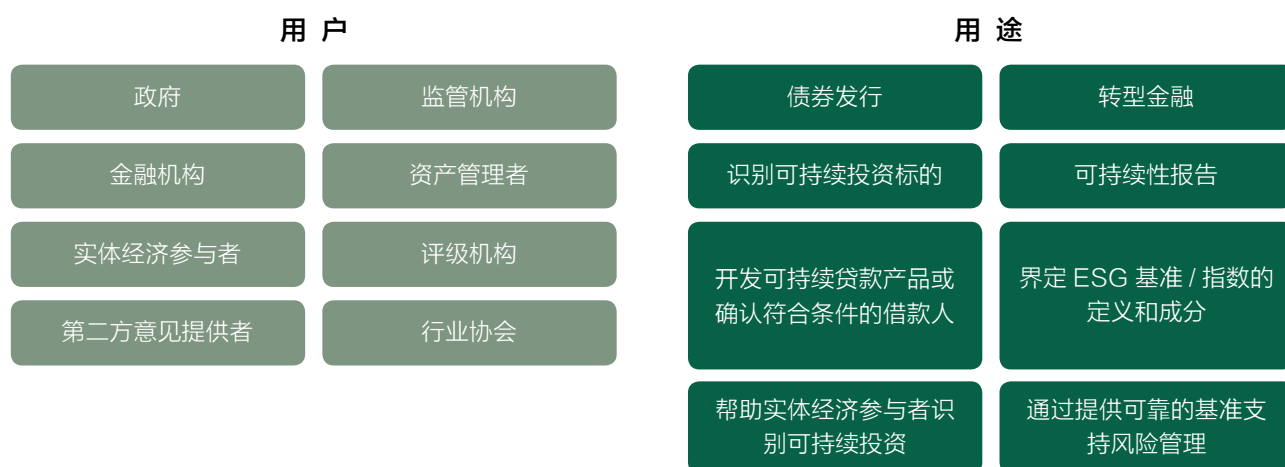 用 户
政府
监管机构
金融机构
资产管理者
实体经济参与者
评级机构
第二方意见提供者
行业协会
用 途
债券发行
转型金融
识别可持续投资标的
可持续性报告
开发可持续贷款产品或
确认符合条件的借款人
界定 ESG 基准 / 指数的
定义和成分
帮助实体经济参与者识
别可持续投资
通过提供可靠的基准支
持风险管理